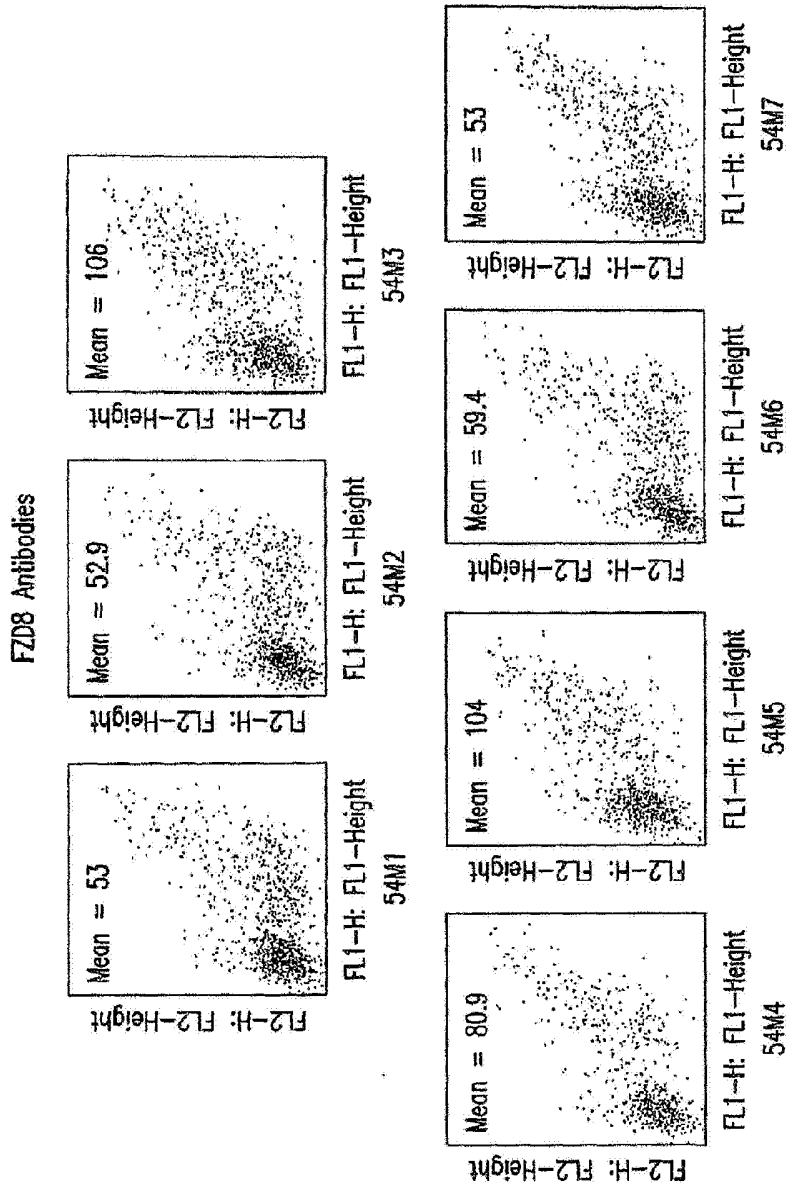 FZD8 Antibodies
FL2-H: FL2-Height
Mean = 53
FL1-H: FL1-Height
54M1
FL2-H: FL2-Height
Mean = 52.9
FL1-H: FL1-Height
54M2
FL2-H: FL2-Height
Mean = 106
FL1-H: FL1-Height
54M3
FL2-H: FL2-Height
Mean = 80.9
FL1-H: FL1-Height
54M4
FL2-H: FL2-Height
Mean = 104
FL1-H: FL1-Height
54M5
FL2-H: FL2-Height
Mean = 59.4
FL1-H: FL1-Height
54M6
FL2-H: FL2-Height
Mean = 53
FL1-H: FL1-Height
54M7